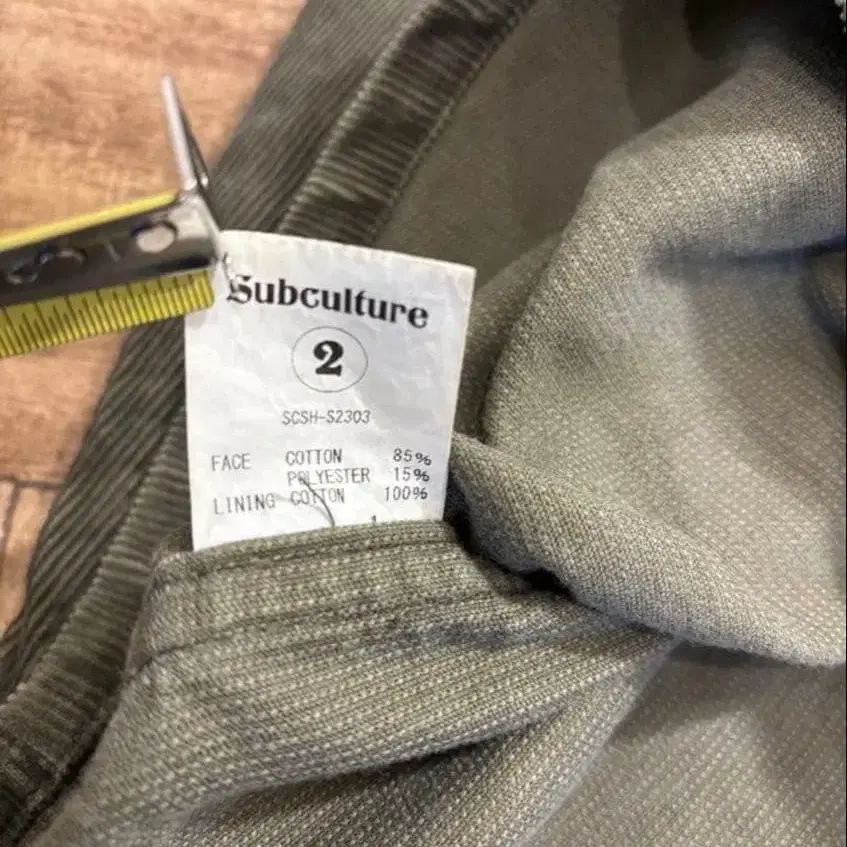 Subculture
2
SCSH-S2303
FACE COTTON 85%
POLYESTER 15%
LINING COTTON 100%